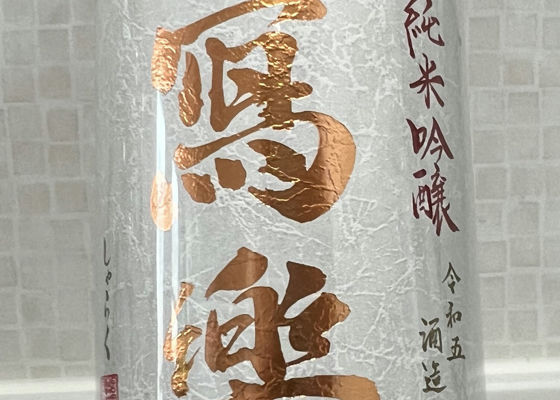 純米吟醸
令和五
酒造
寫樂
しゃらく